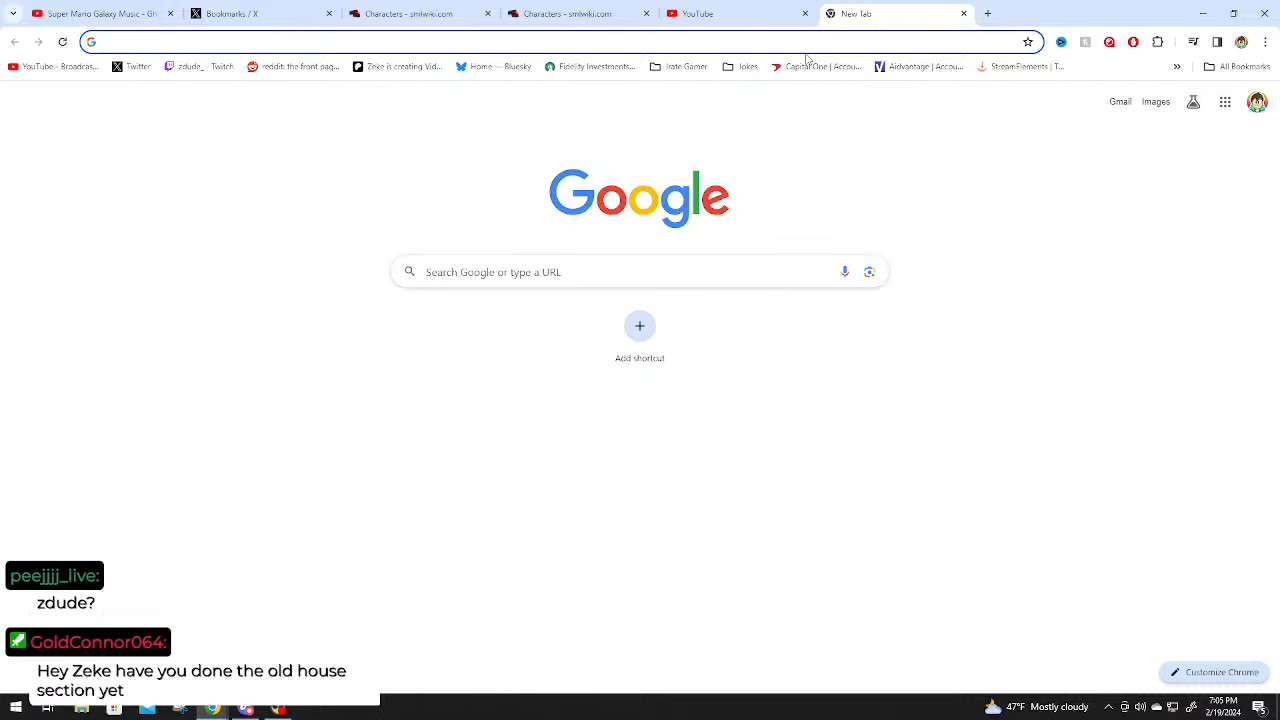 Super Mario Galaxy Music - Gh
Bookmarks / X
Characters - smlwiki.com
Characters - smlwiki.com
YouTube
New Tab
YouTube - Broadcas...
Twitter
zdude_ - Twitch
reddit the front pag...
Zeke is creating Vid...
Home — Bluesky
Fidelity Investments...
Irate Gamer
Jokes
Capital One | Accou...
Aidvantage | Accou...
StreamElements | T...
All Bookmarks
Gmail
Images
Google
Search Google or type a URL
Add shortcut
peejjjj_live:
zdude?
GoldConnor064:
Hey Zeke have you done the old house
section yet
Customize Chrome
47°F Mostly cloudy
7:05 PM
2/19/2024